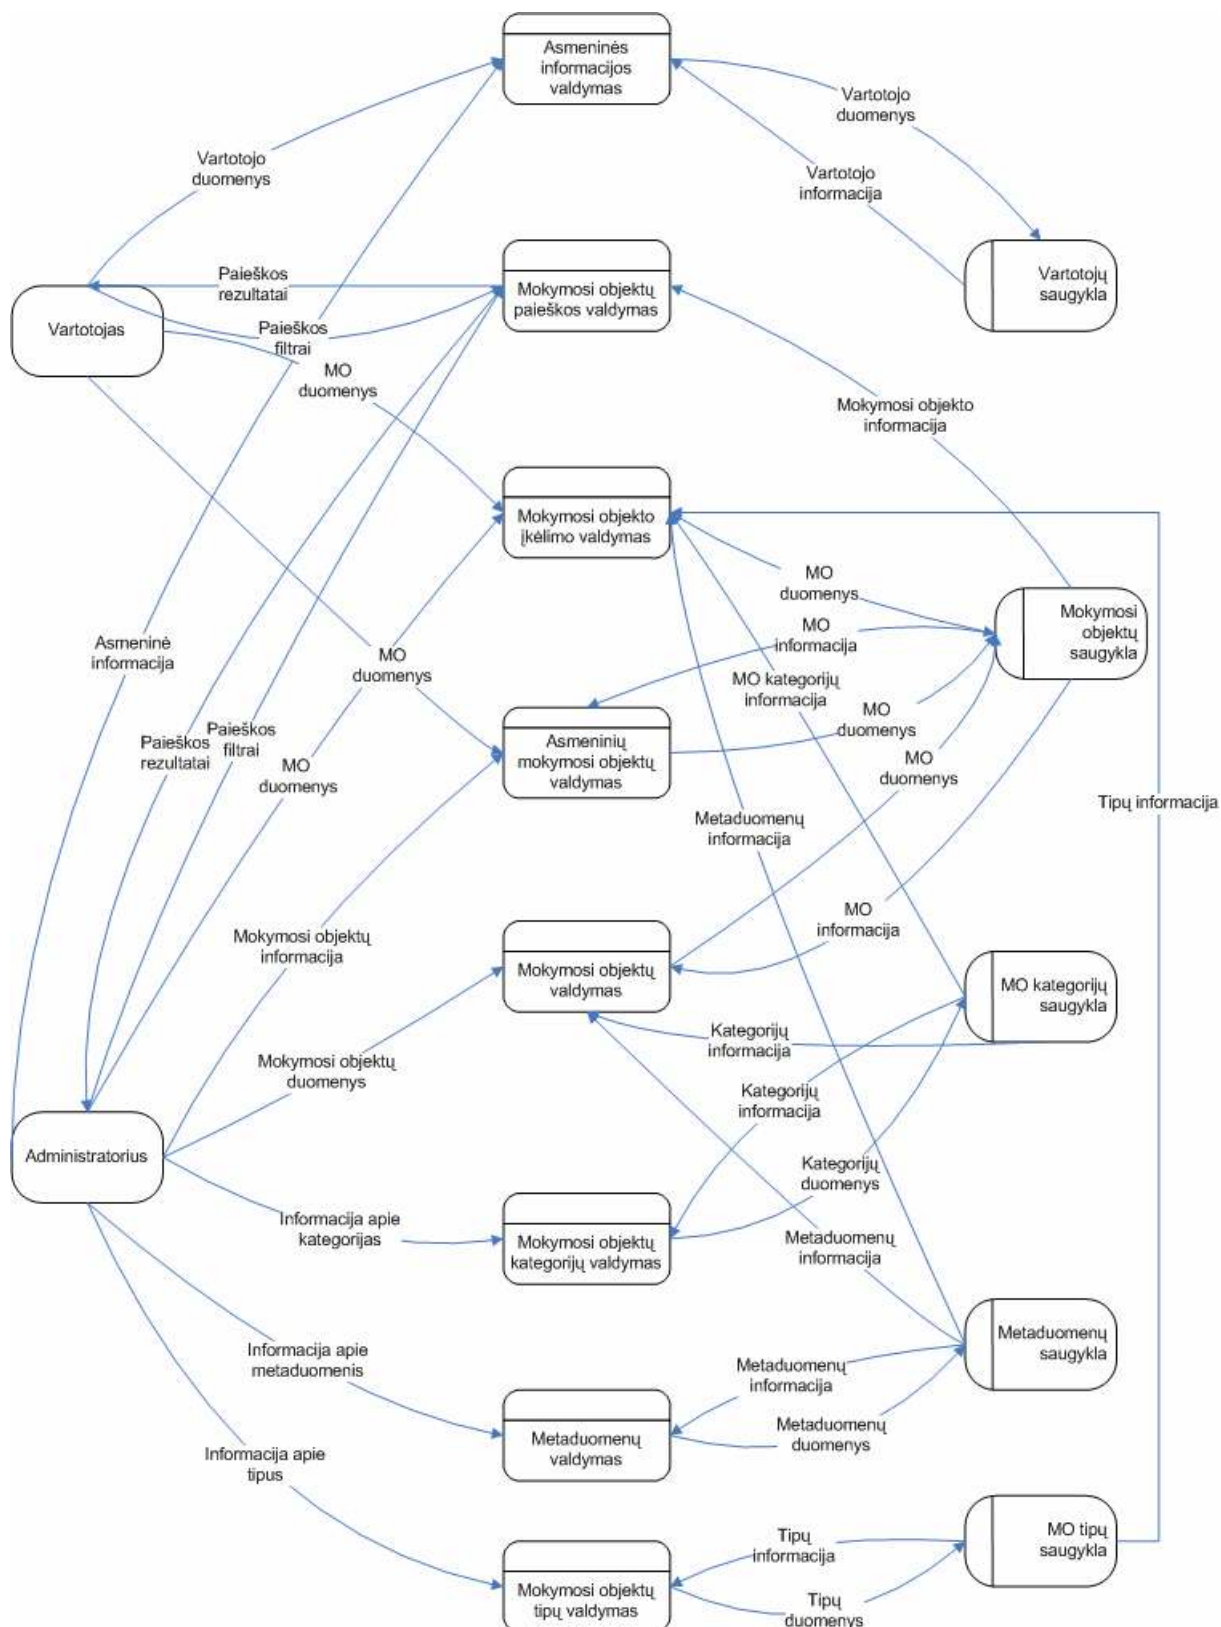 Asmeninės
informacijos
valdymas
Vartotojo
duomenys
Vartotojo
duomenys
Vartotojo
informacija
Vartotojų
saugykla
Paieškos
rezultatai
Mokymosi objektų
paieškos valdymas
Vartotojas
Paieškos
filtrai
MO
duomenys
Mokymosi objekto
informacija
Mokymosi objekto
įkėlimo valdymas
MO
duomenys
Mokymosi
objektų
saugykla
MO
informacija
Asmeninė
informacija
MO
duomenys
MO kategorijų
informacija
MO
duomenys
Paieškos
rezultatai
Paieškos
filtrai
Asmeninių
mokymosi objektų
valdymas
MO
duomenys
MO
duomenys
Metaduomenų
informacija
Tipų informacija
Mokymosi objektų
informacija
MO
informacija
Mokymosi objektų
valdymas
MO kategorijų
saugykla
Kategorijų
informacija
Mokymosi objektų
duomenys
Kategorijų
informacija
Administratorius
Kategorijų
duomenys
Informacija apie
kategorijas
Mokymosi objektų
kategorijų valdymas
Metaduomenų
informacija
Metaduomenų
saugykla
Informacija apie
metaduomenis
Metaduomenų
informacija
Metaduomenų
valdymas
Metaduomenų
duomenys
Informacija apie
tipus
Tipų
informacija
MO tipų
saugykla
Mokymosi objektų
tipų valdymas
Tipų
duomenys